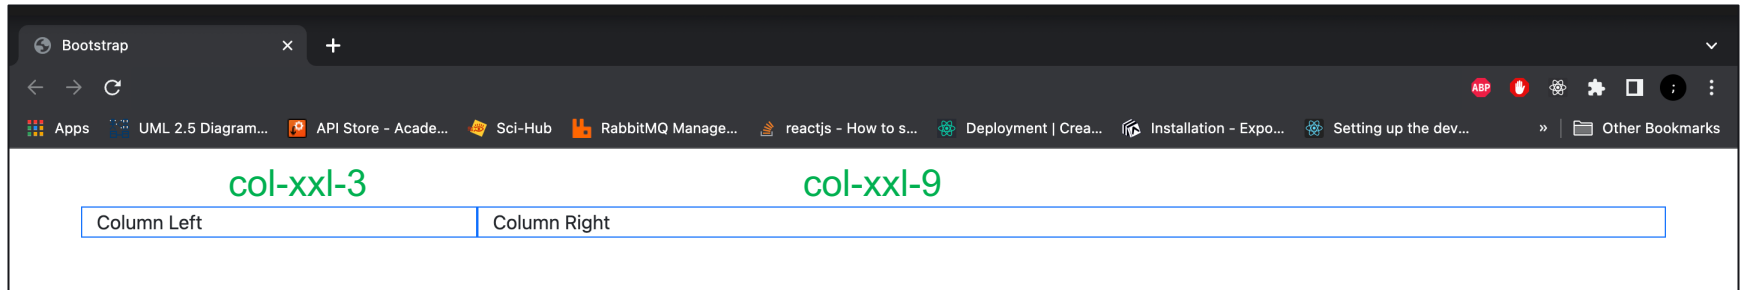 Bootstrap
ABP ;
Apps UML 2.5 Diagram... API Store - Acade... Sci-Hub RabbitMQ Manage... reactjs - How to s... Deployment | Crea... Installation - Expo... Setting up the dev... » Other Bookmarks
col-xxl-3 col-xxl-9
Column Left Column Right